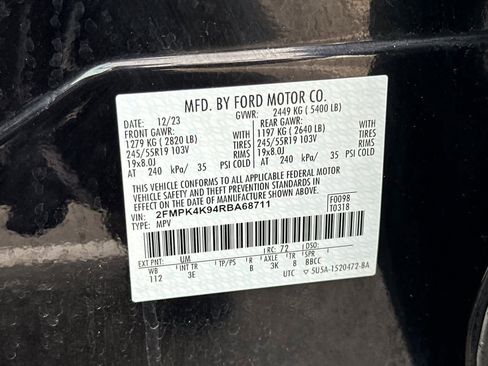 MFD. BY FORD MOTOR CO.
DATE: 12/23 GVWR: 2449 KG (5400 LB)
FRONT GAWR: REAR GAWR:
1279 KG (2820 LB) WITH 1197 KG (2640 LB) WITH
245/55R19 103V TIRES 245/55R19 103V TIRES
19x8.0J RIMS 19x8.0J RIMS
AT 240 kPa/ 35 PSI COLD AT 240 kPa/ 35 PSI COLD
THIS VEHICLE CONFORMS TO ALL APPLICABLE FEDERAL MOTOR
VEHICLE SAFETY AND THEFT PREVENTION STANDARDS IN EFFECT
ON THE DATE OF MANUFACTURE SHOWN ABOVE.
VIN: 2FMPK4K94RBA68711 F0098
TYPE: MPV T0318
EXT PNT: UM RC: 72 DSO:
WB INT TR TP/PS R AXLE TR SPR
112 3E B 3K 8 BBCC
UTC ▽ 5U5A-1520472-BA